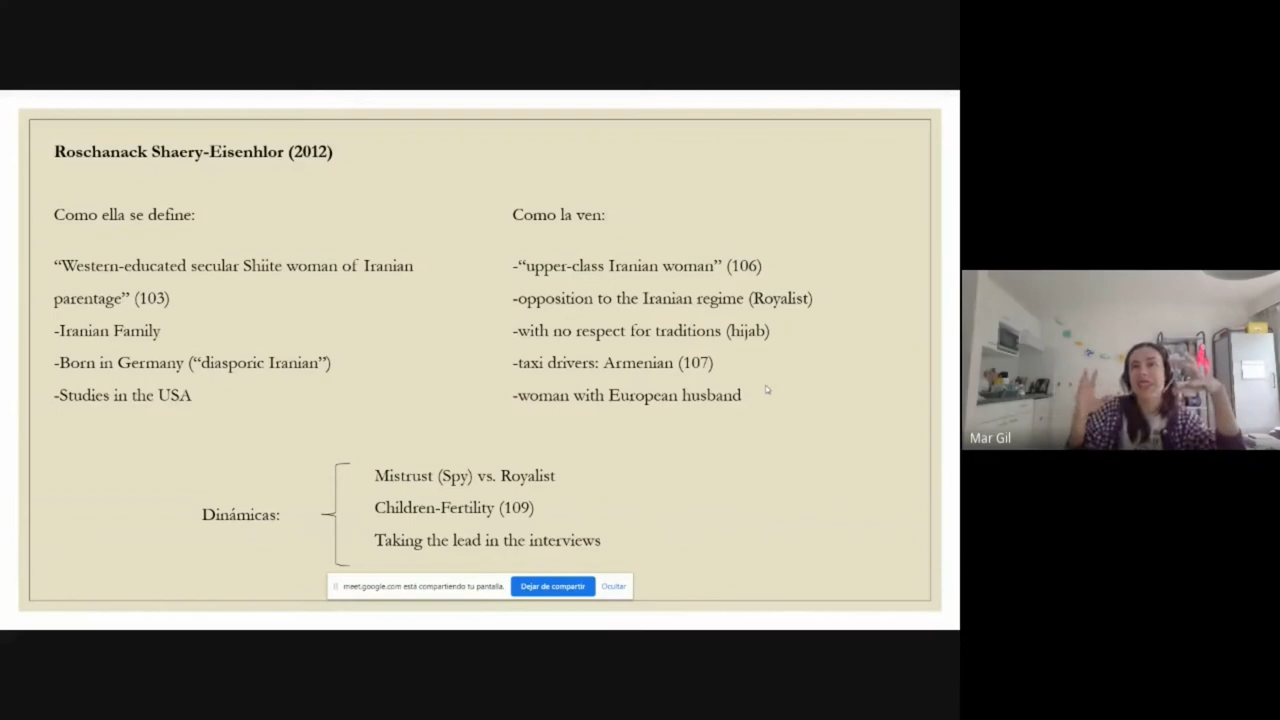 Roschanack Shaery-Eisenhlor (2012)
Como ella se define:
“Western-educated secular Shiite woman of Iranian
parentage” (103)
-Iranian Family
-Born in Germany (“diasporic Iranian”)
-Studies in the USA
Como la ven:
-“upper-class Iranian woman” (106)
-opposition to the Iranian regime (Royalist)
-with no respect for traditions (hijab)
-taxi drivers: Armenian (107)
-woman with European husband
Dinámicas:
Mistrust (Spy) vs. Royalist
Children-Fertility (109)
Taking the lead in the interviews
meet.google.com está compartiendo tu pantalla.
Dejar de compartir
Ocultar
Mar Gil